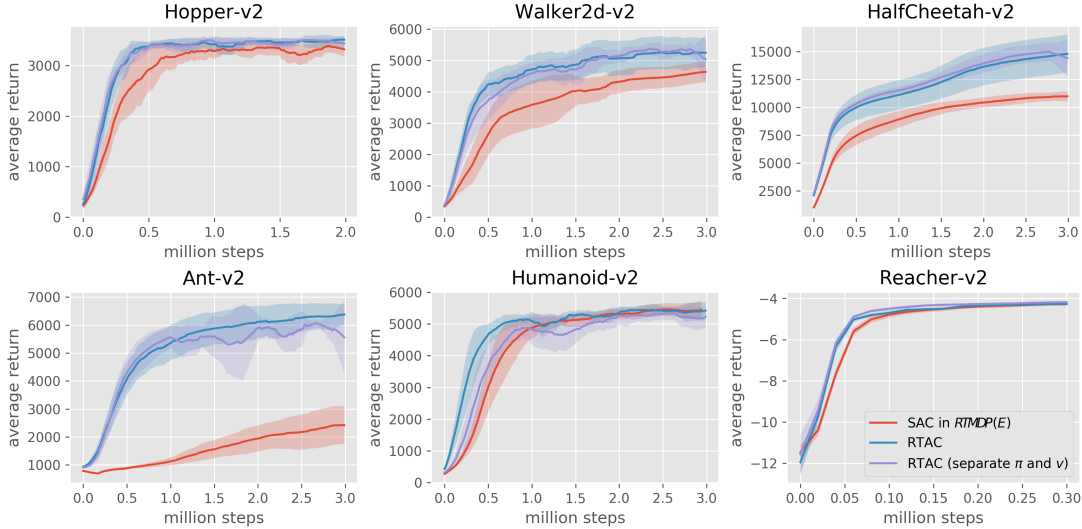 Hopper-v2
average return
3000
2000
1000
0
0.0 0.5 1.0 1.5 2.0
million steps
Walker2d-v2
average return
6000
5000
4000
3000
2000
1000
0
0.0 0.5 1.0 1.5 2.0 2.5 3.0
million steps
HalfCheetah-v2
average return
15000
12500
10000
7500
5000
2500
0.0 0.5 1.0 1.5 2.0 2.5 3.0
million steps
Ant-v2
average return
7000
6000
5000
4000
3000
2000
1000
0.0 0.5 1.0 1.5 2.0 2.5 3.0
million steps
Humanoid-v2
average return
6000
5000
4000
3000
2000
1000
0
0.0 0.5 1.0 1.5 2.0 2.5 3.0
million steps
Reacher-v2
average return
−4
−6
−8
−10
−12
0.00 0.05 0.10 0.15 0.20 0.25 0.30
million steps
SAC in RTMDP(E)
RTAC
RTAC (separate π and v)